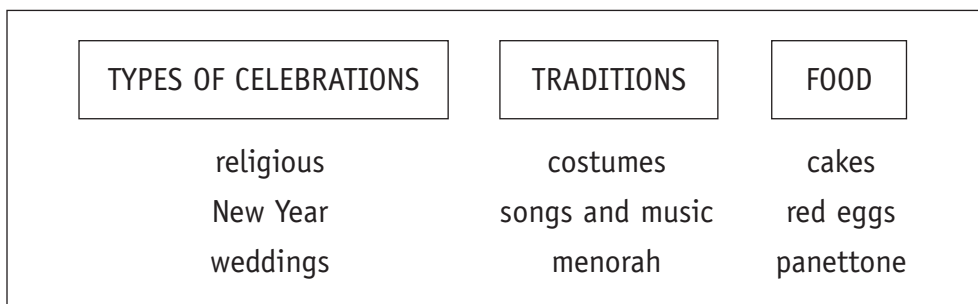 TYPES OF CELEBRATIONS TRADITIONS FOOD
religious costumes cakes
New Year songs and music red eggs
weddings menorah panettone